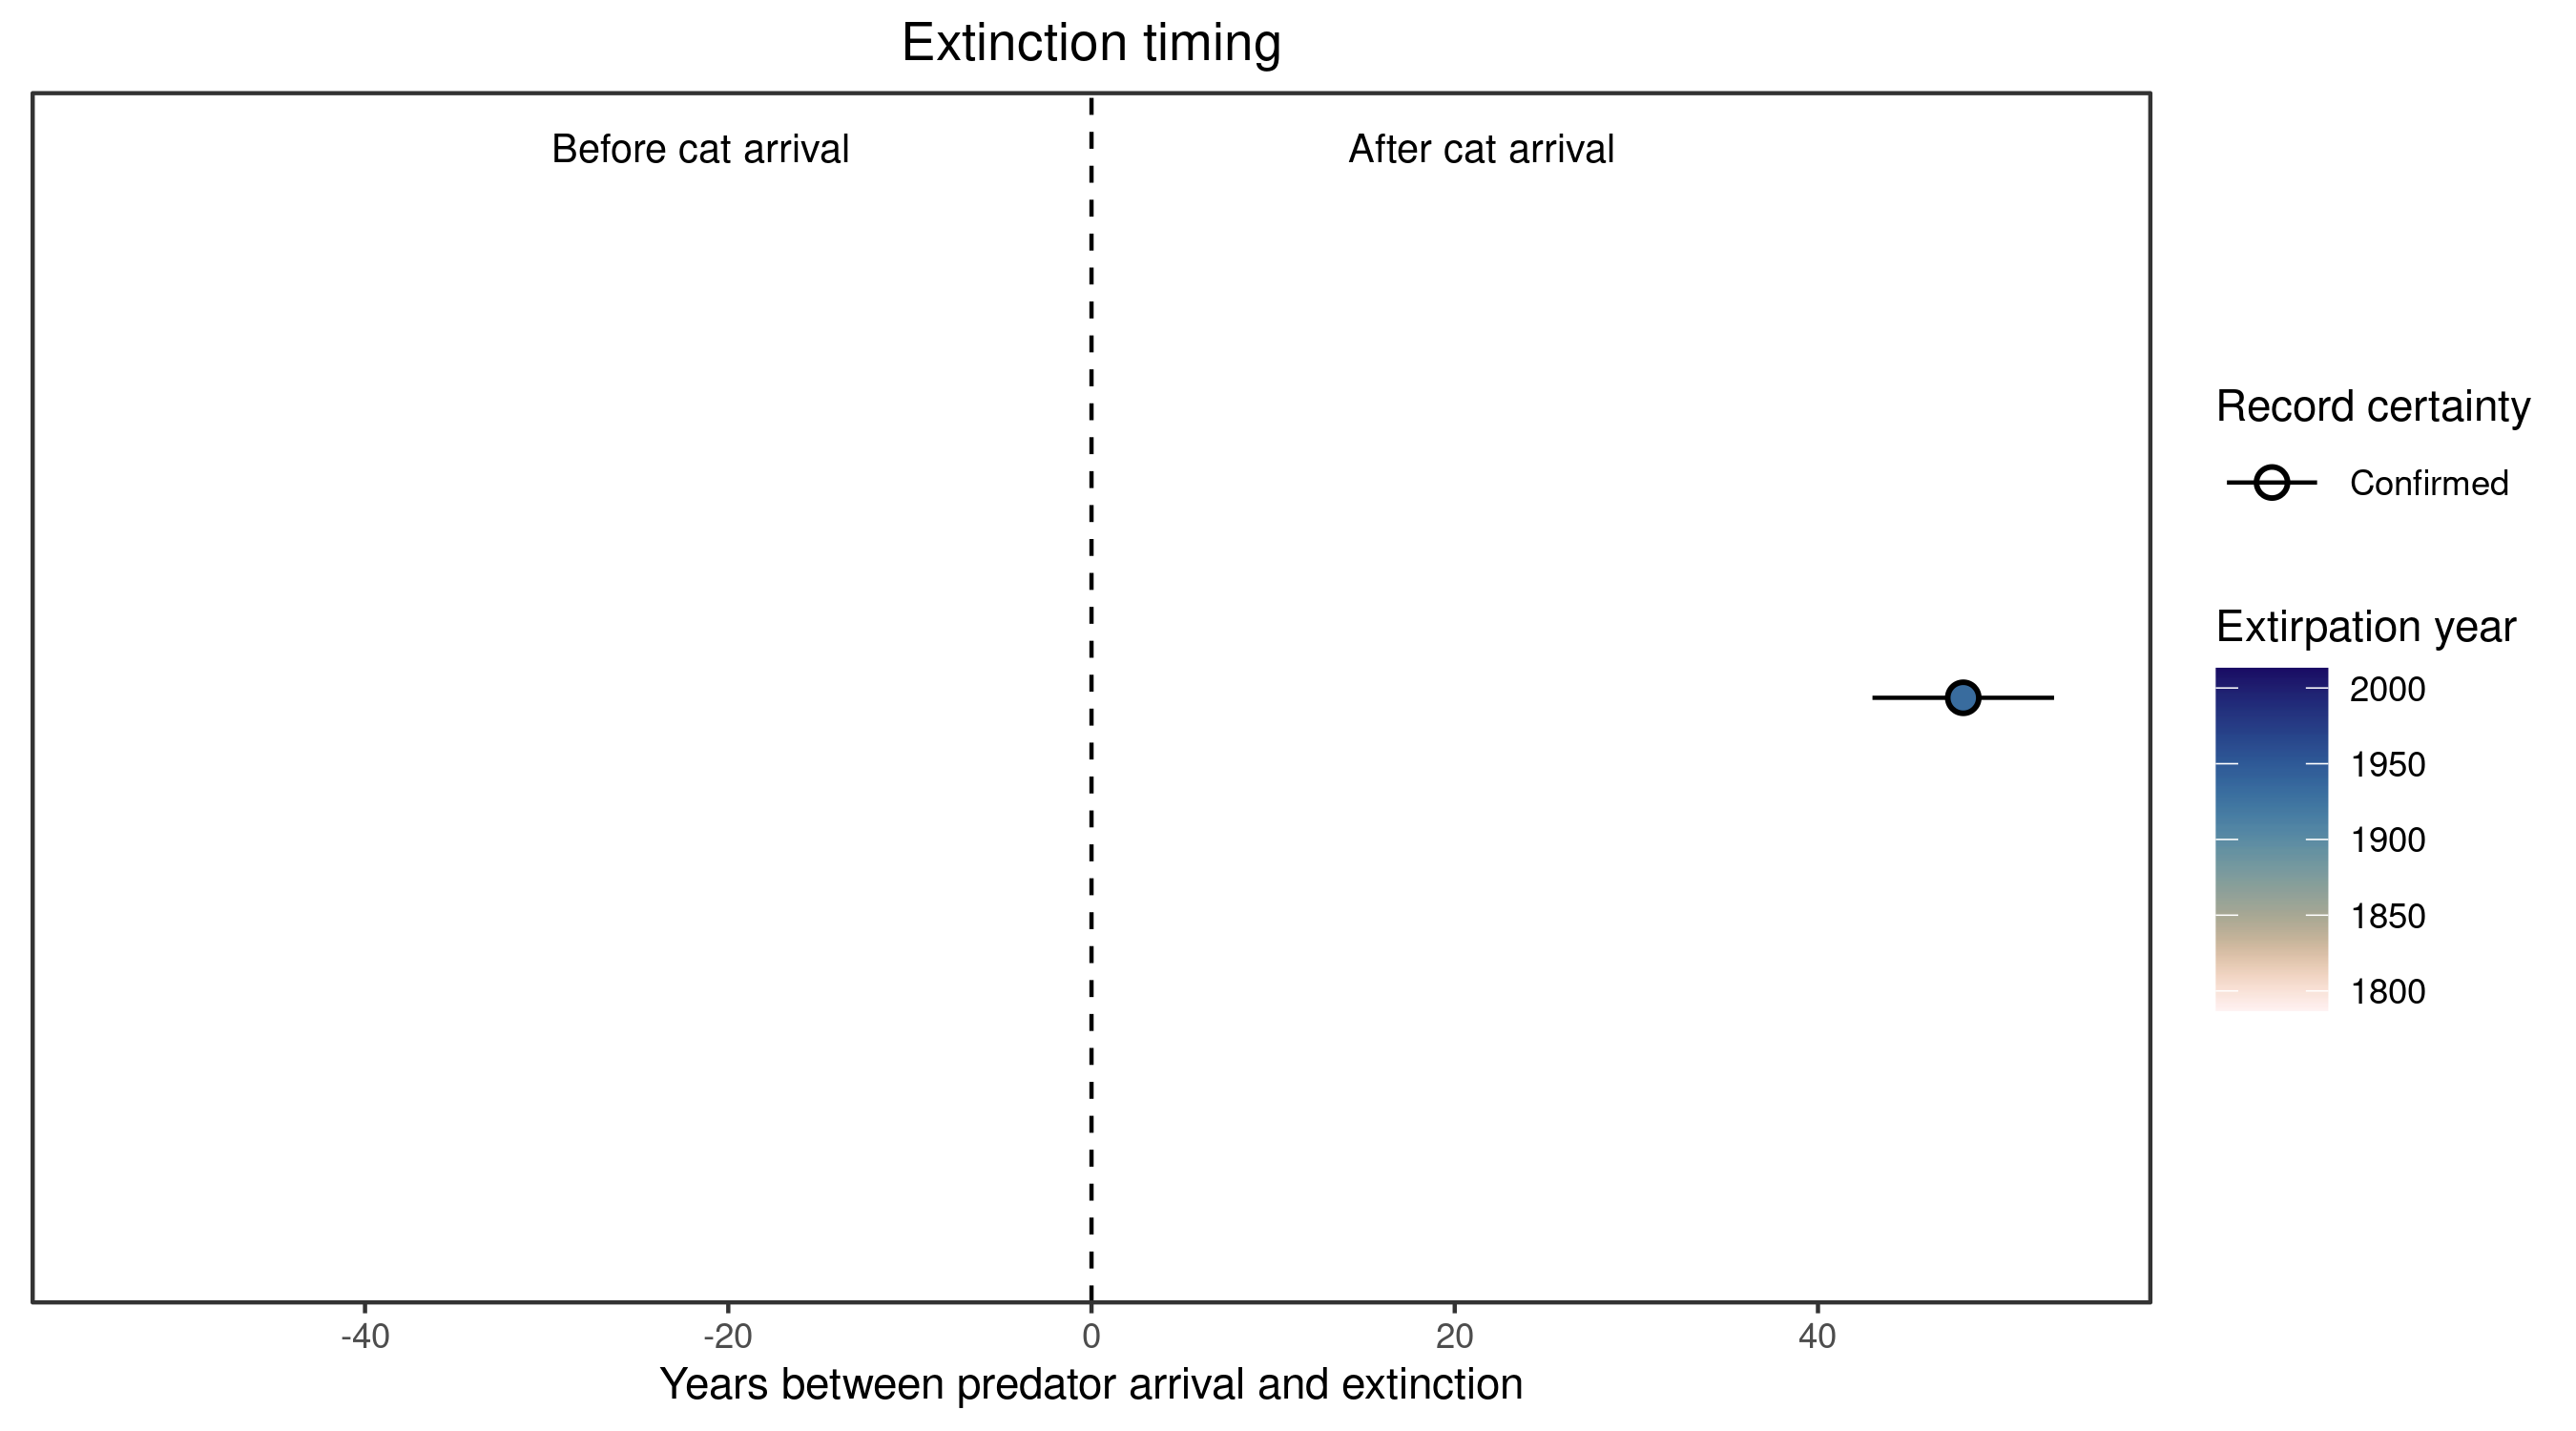 Extinction timing
Before cat arrival
After cat arrival
Record certainty
Confirmed
Extirpation year
2000
1950
1900
1850
1800
-40
-20
0
20
40
Years between predator arrival and extinction